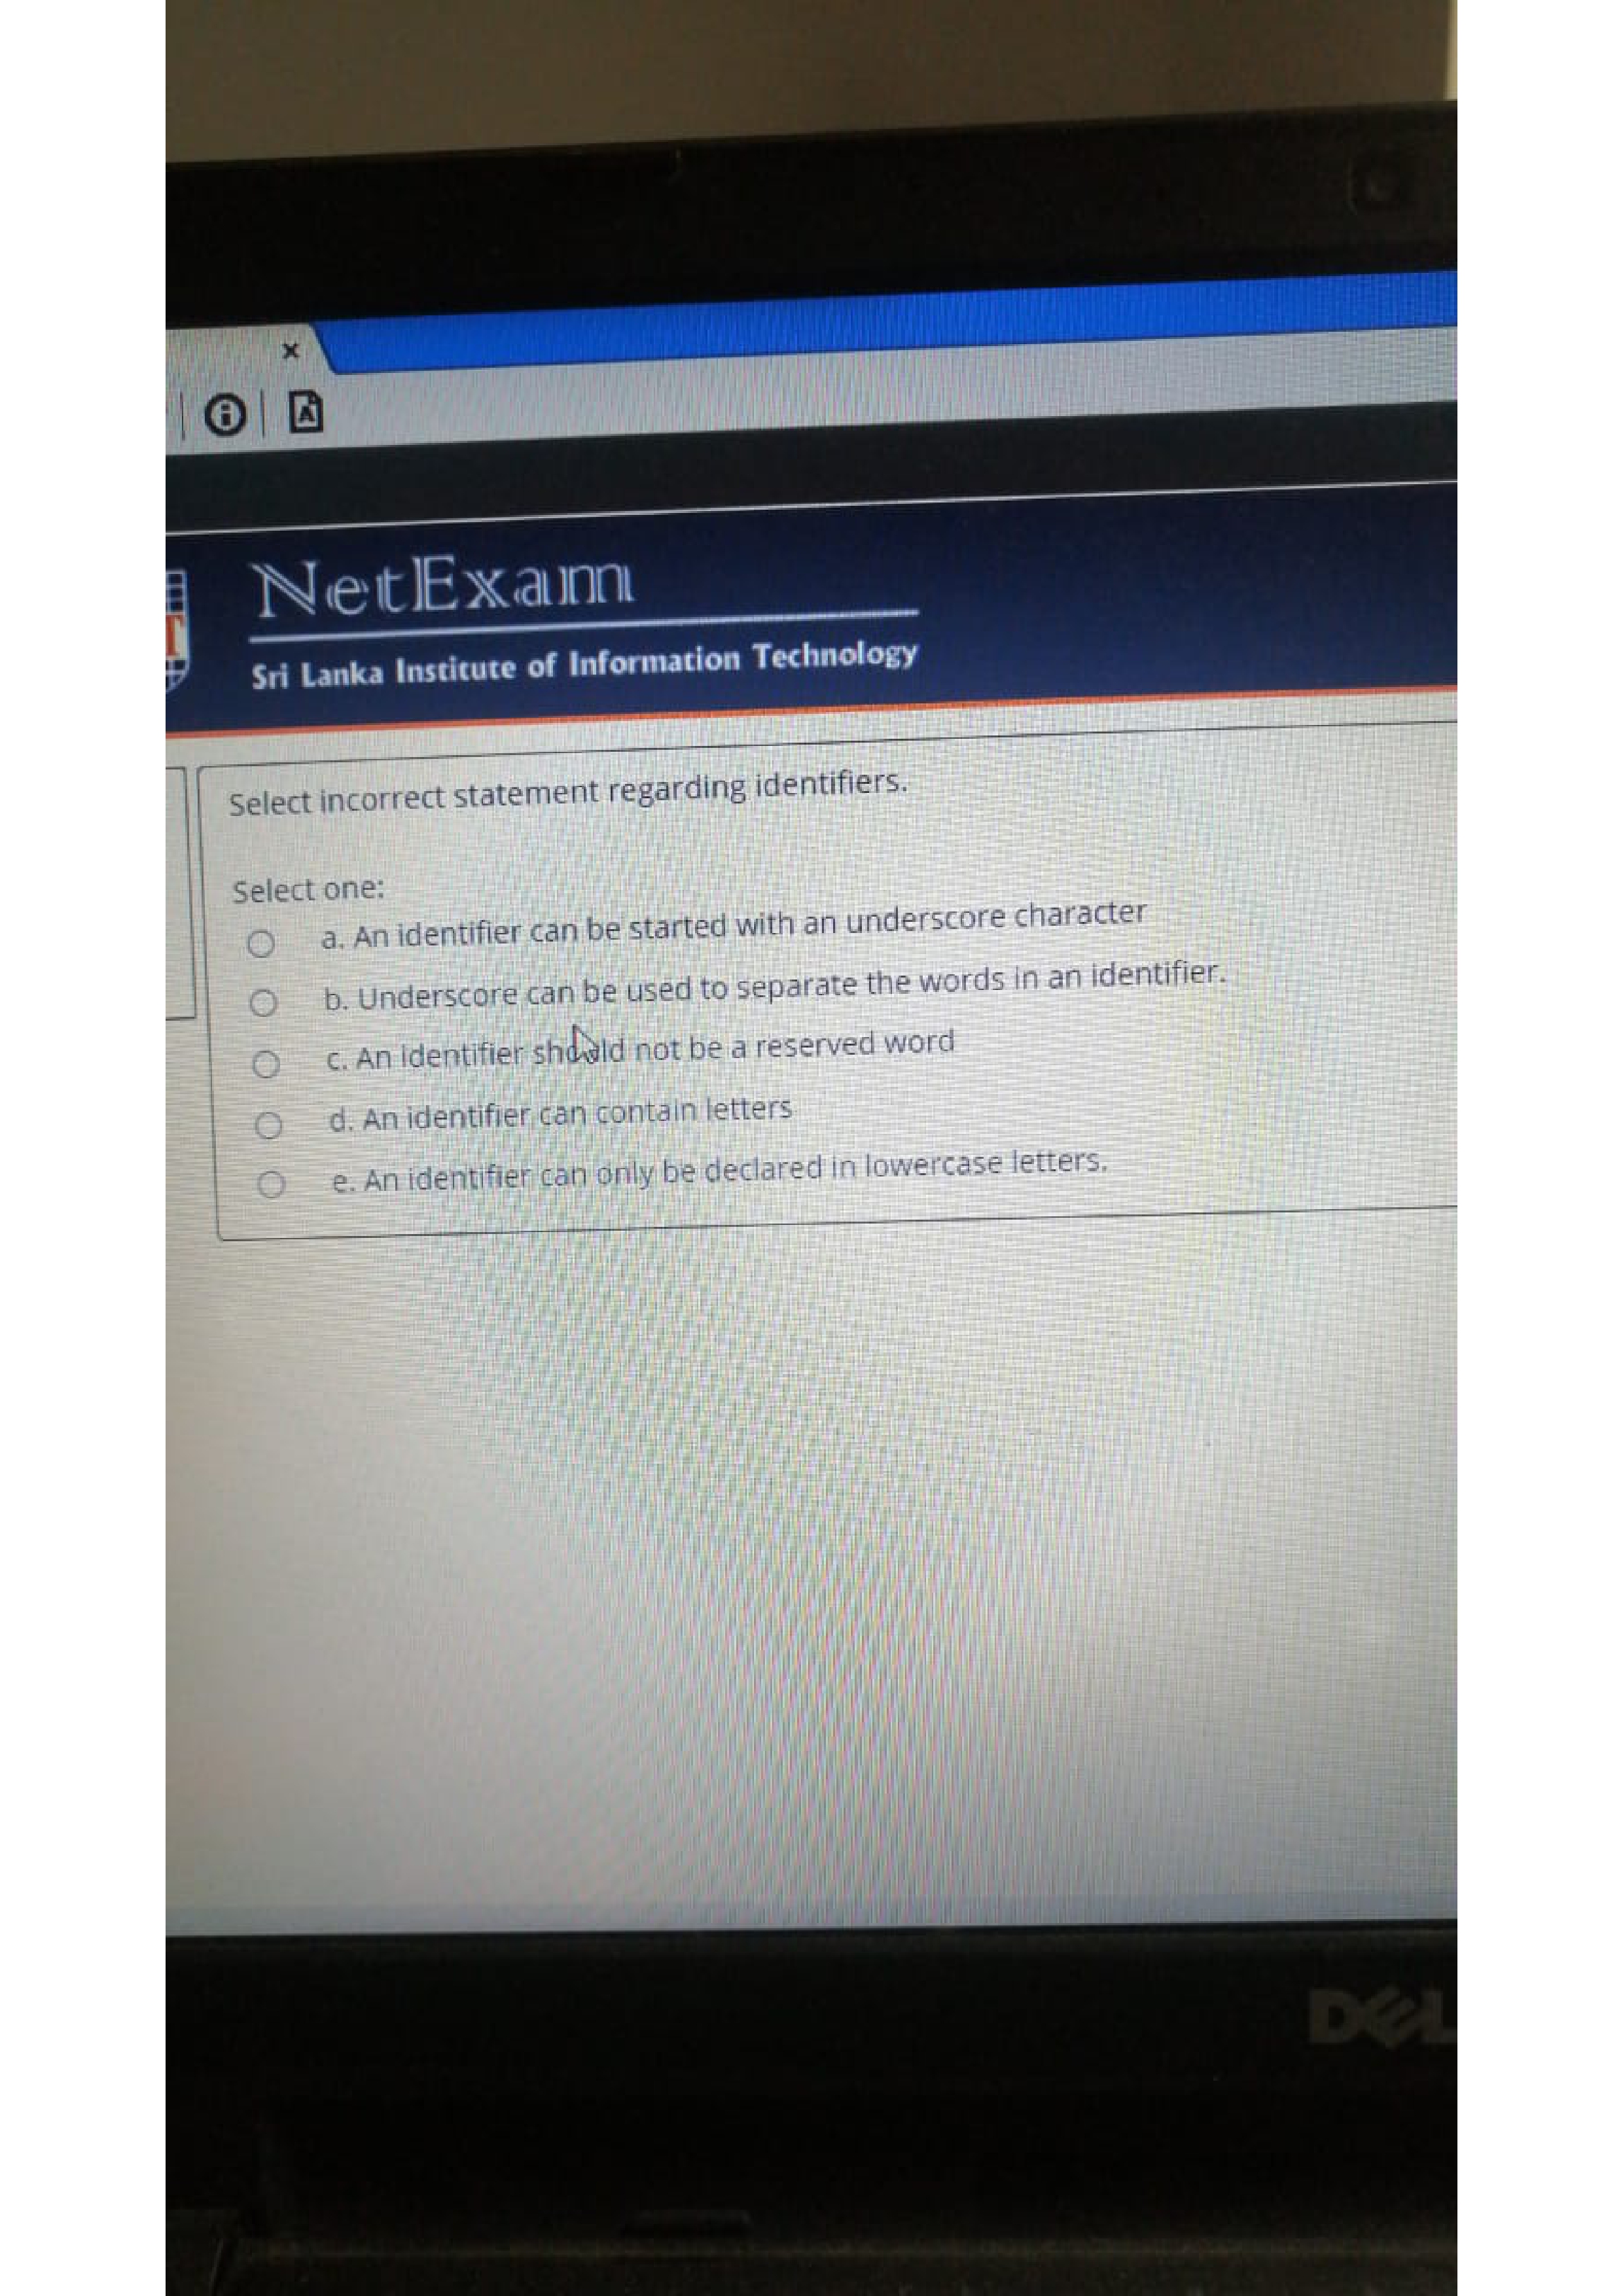 x
NetExam
Sri Lanka Institute of Information Technology
Select incorrect statement regarding identifiers.
Select one:
a. An identifier can be started with an underscore character
b. Underscore can be used to separate the words in an identifier.
c. An identifier should not be a reserved word
d. An identifier can contain letters
e. An identifier can only be declared in lowercase letters.